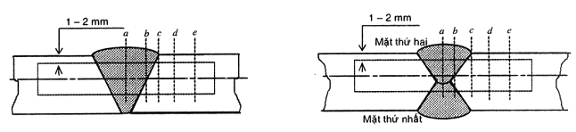 1 – 2 mm
a b c d e
1 – 2 mm
a b c d e
Mặt thứ hai
Mặt thứ nhất